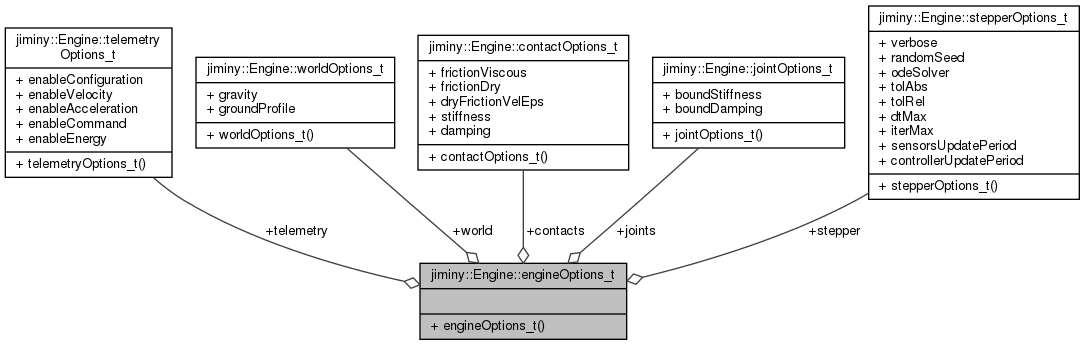 jiminy::Engine::telemetry
Options_t
+ enableConfiguration
+ enableVelocity
+ enableAcceleration
+ enableCommand
+ enableEnergy
+ telemetryOptions_t()
jiminy::Engine::worldOptions_t
+ gravity
+ groundProfile
+ worldOptions_t()
jiminy::Engine::contactOptions_t
+ frictionViscous
+ frictionDry
+ dryFrictionVelEps
+ stiffness
+ damping
+ contactOptions_t()
jiminy::Engine::jointOptions_t
+ boundStiffness
+ boundDamping
+ jointOptions_t()
jiminy::Engine::stepperOptions_t
+ verbose
+ randomSeed
+ odeSolver
+ tolAbs
+ tolRel
+ dtMax
+ iterMax
+ sensorsUpdatePeriod
+ controllerUpdatePeriod
+ stepperOptions_t()
+telemetry
+world
+contacts
+joints
+stepper
jiminy::Engine::engineOptions_t
+ engineOptions_t()